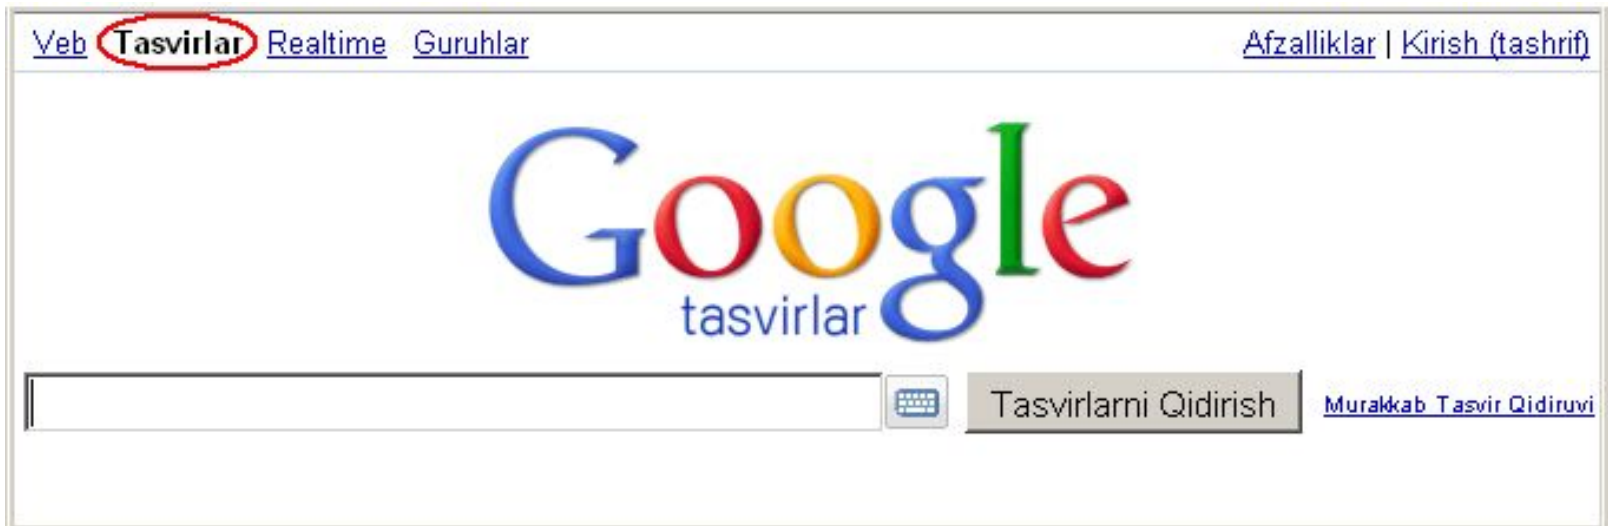 Veb Tasvirlar Realtime Guruhlar Afzalliklar | Kirish (tashrif)
Google
tasvirlar
Tasvirlarni Qidirish Murakkab Tasvir Qidiruvi